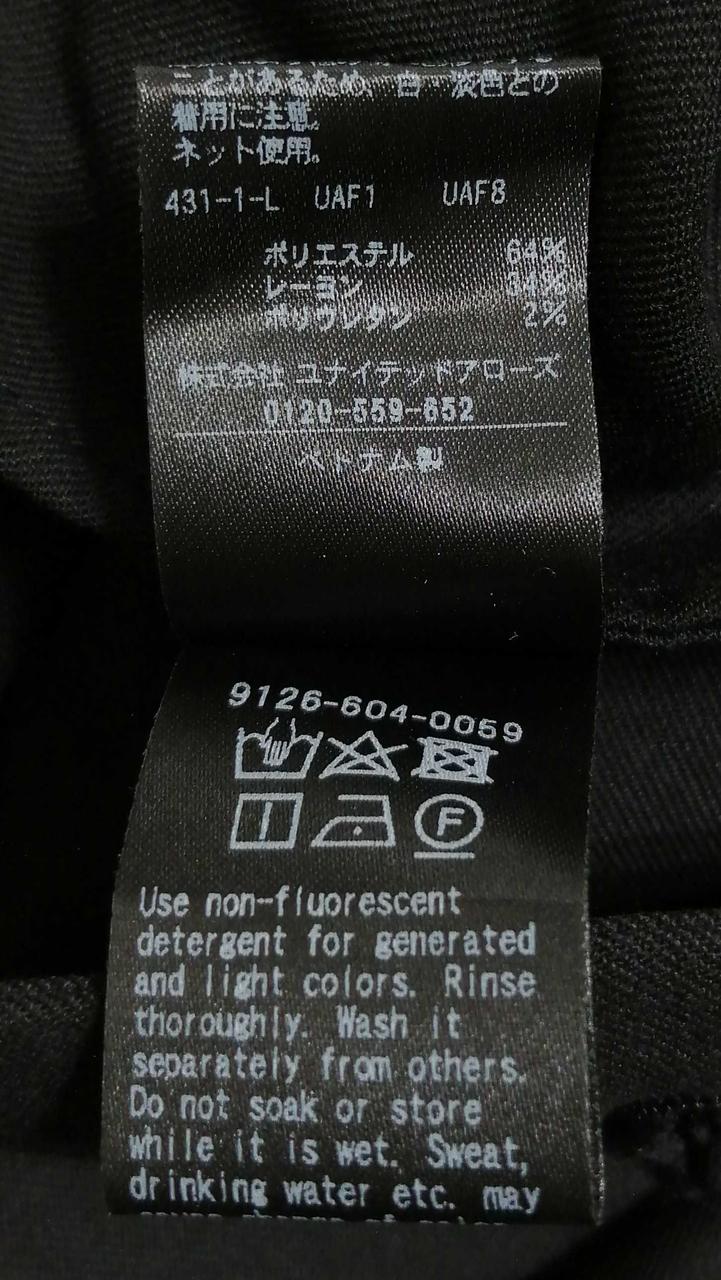 ことがあるため、白・淡色との
着用に注意。
ネット使用。
431-1-L UAF1 UAF8
ポリエステル 64%
レーヨン 34%
ポリウレタン 2%
株式会社 ユナイテッドアローズ
0120-559-652
ベトナム製
9126-604-0059
F
Use non-fluorescent
detergent for generated
and light colors. Rinse
thoroughly. Wash it
separately from others.
Do not soak or store
while it is wet. Sweat,
drinking water etc. may